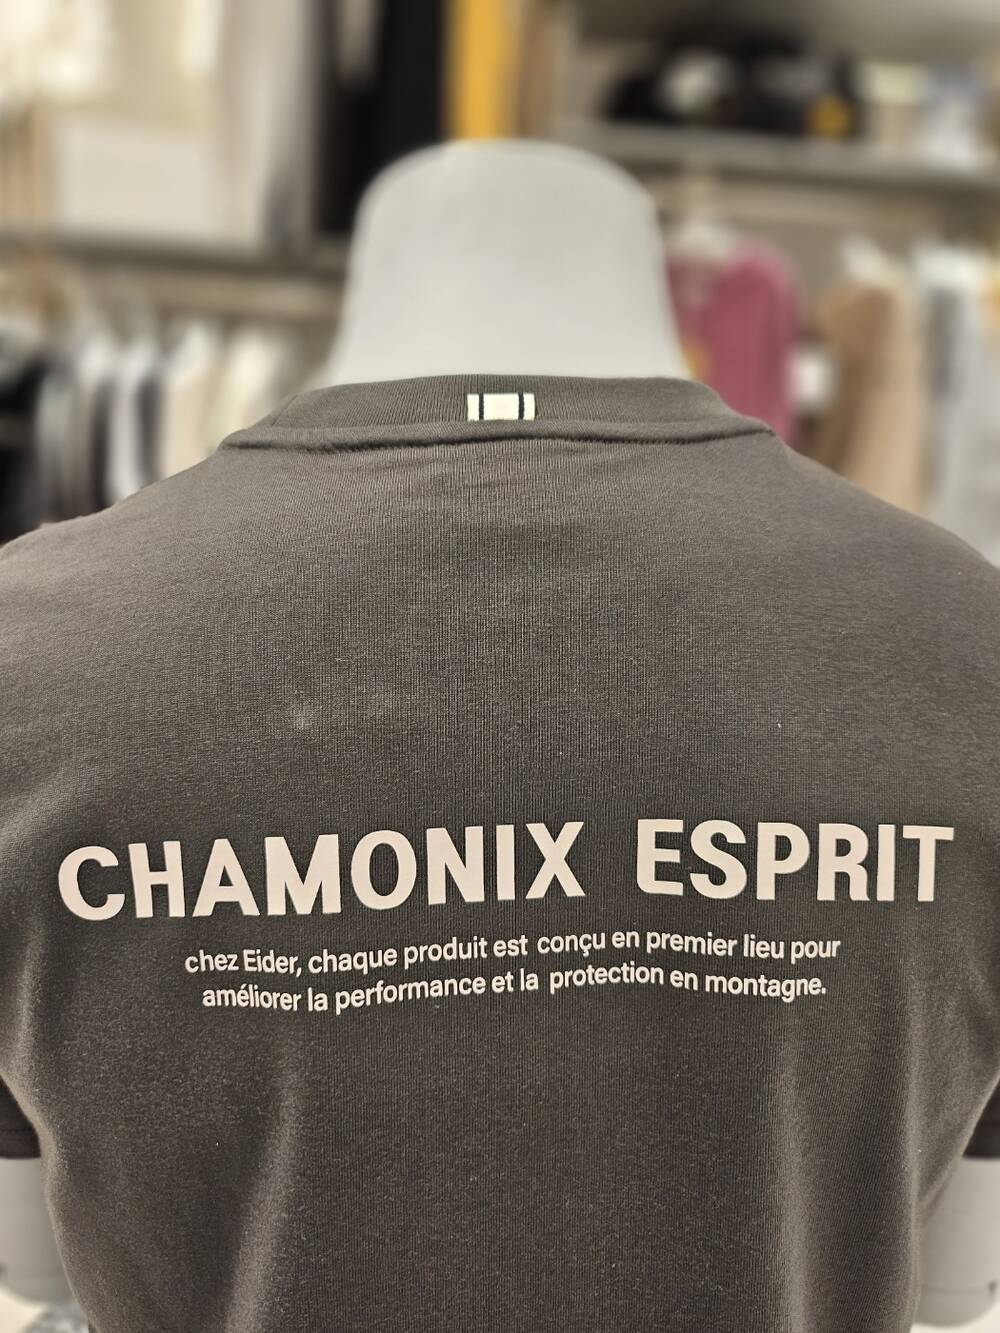 CHAMONIX ESPRIT
chez Eider, chaque produit est conçu en premier lieu pour
améliorer la performance et la protection en montagne.